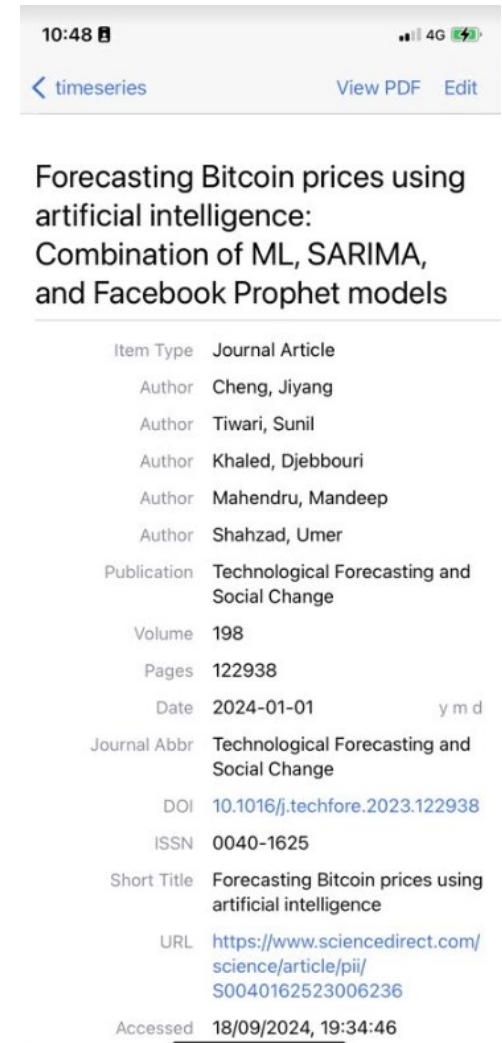 10:48
4G
timeseries View PDF Edit
Forecasting Bitcoin prices using
artificial intelligence:
Combination of ML, SARIMA,
and Facebook Prophet models
Item Type Journal Article
Author Cheng, Jiyang
Author Tiwari, Sunil
Author Khaled, Djebbouri
Author Mahendru, Mandeep
Author Shahzad, Umer
Publication Technological Forecasting and
Social Change
Volume 198
Pages 122938
Date 2024-01-01 y m d
Journal Abbr Technological Forecasting and
Social Change
DOI 10.1016/j.techfore.2023.122938
ISSN 0040-1625
Short Title Forecasting Bitcoin prices using
artificial intelligence
URL https://www.sciencedirect.com/
science/article/pii/
S0040162523006236
Accessed 18/09/2024, 19:34:46